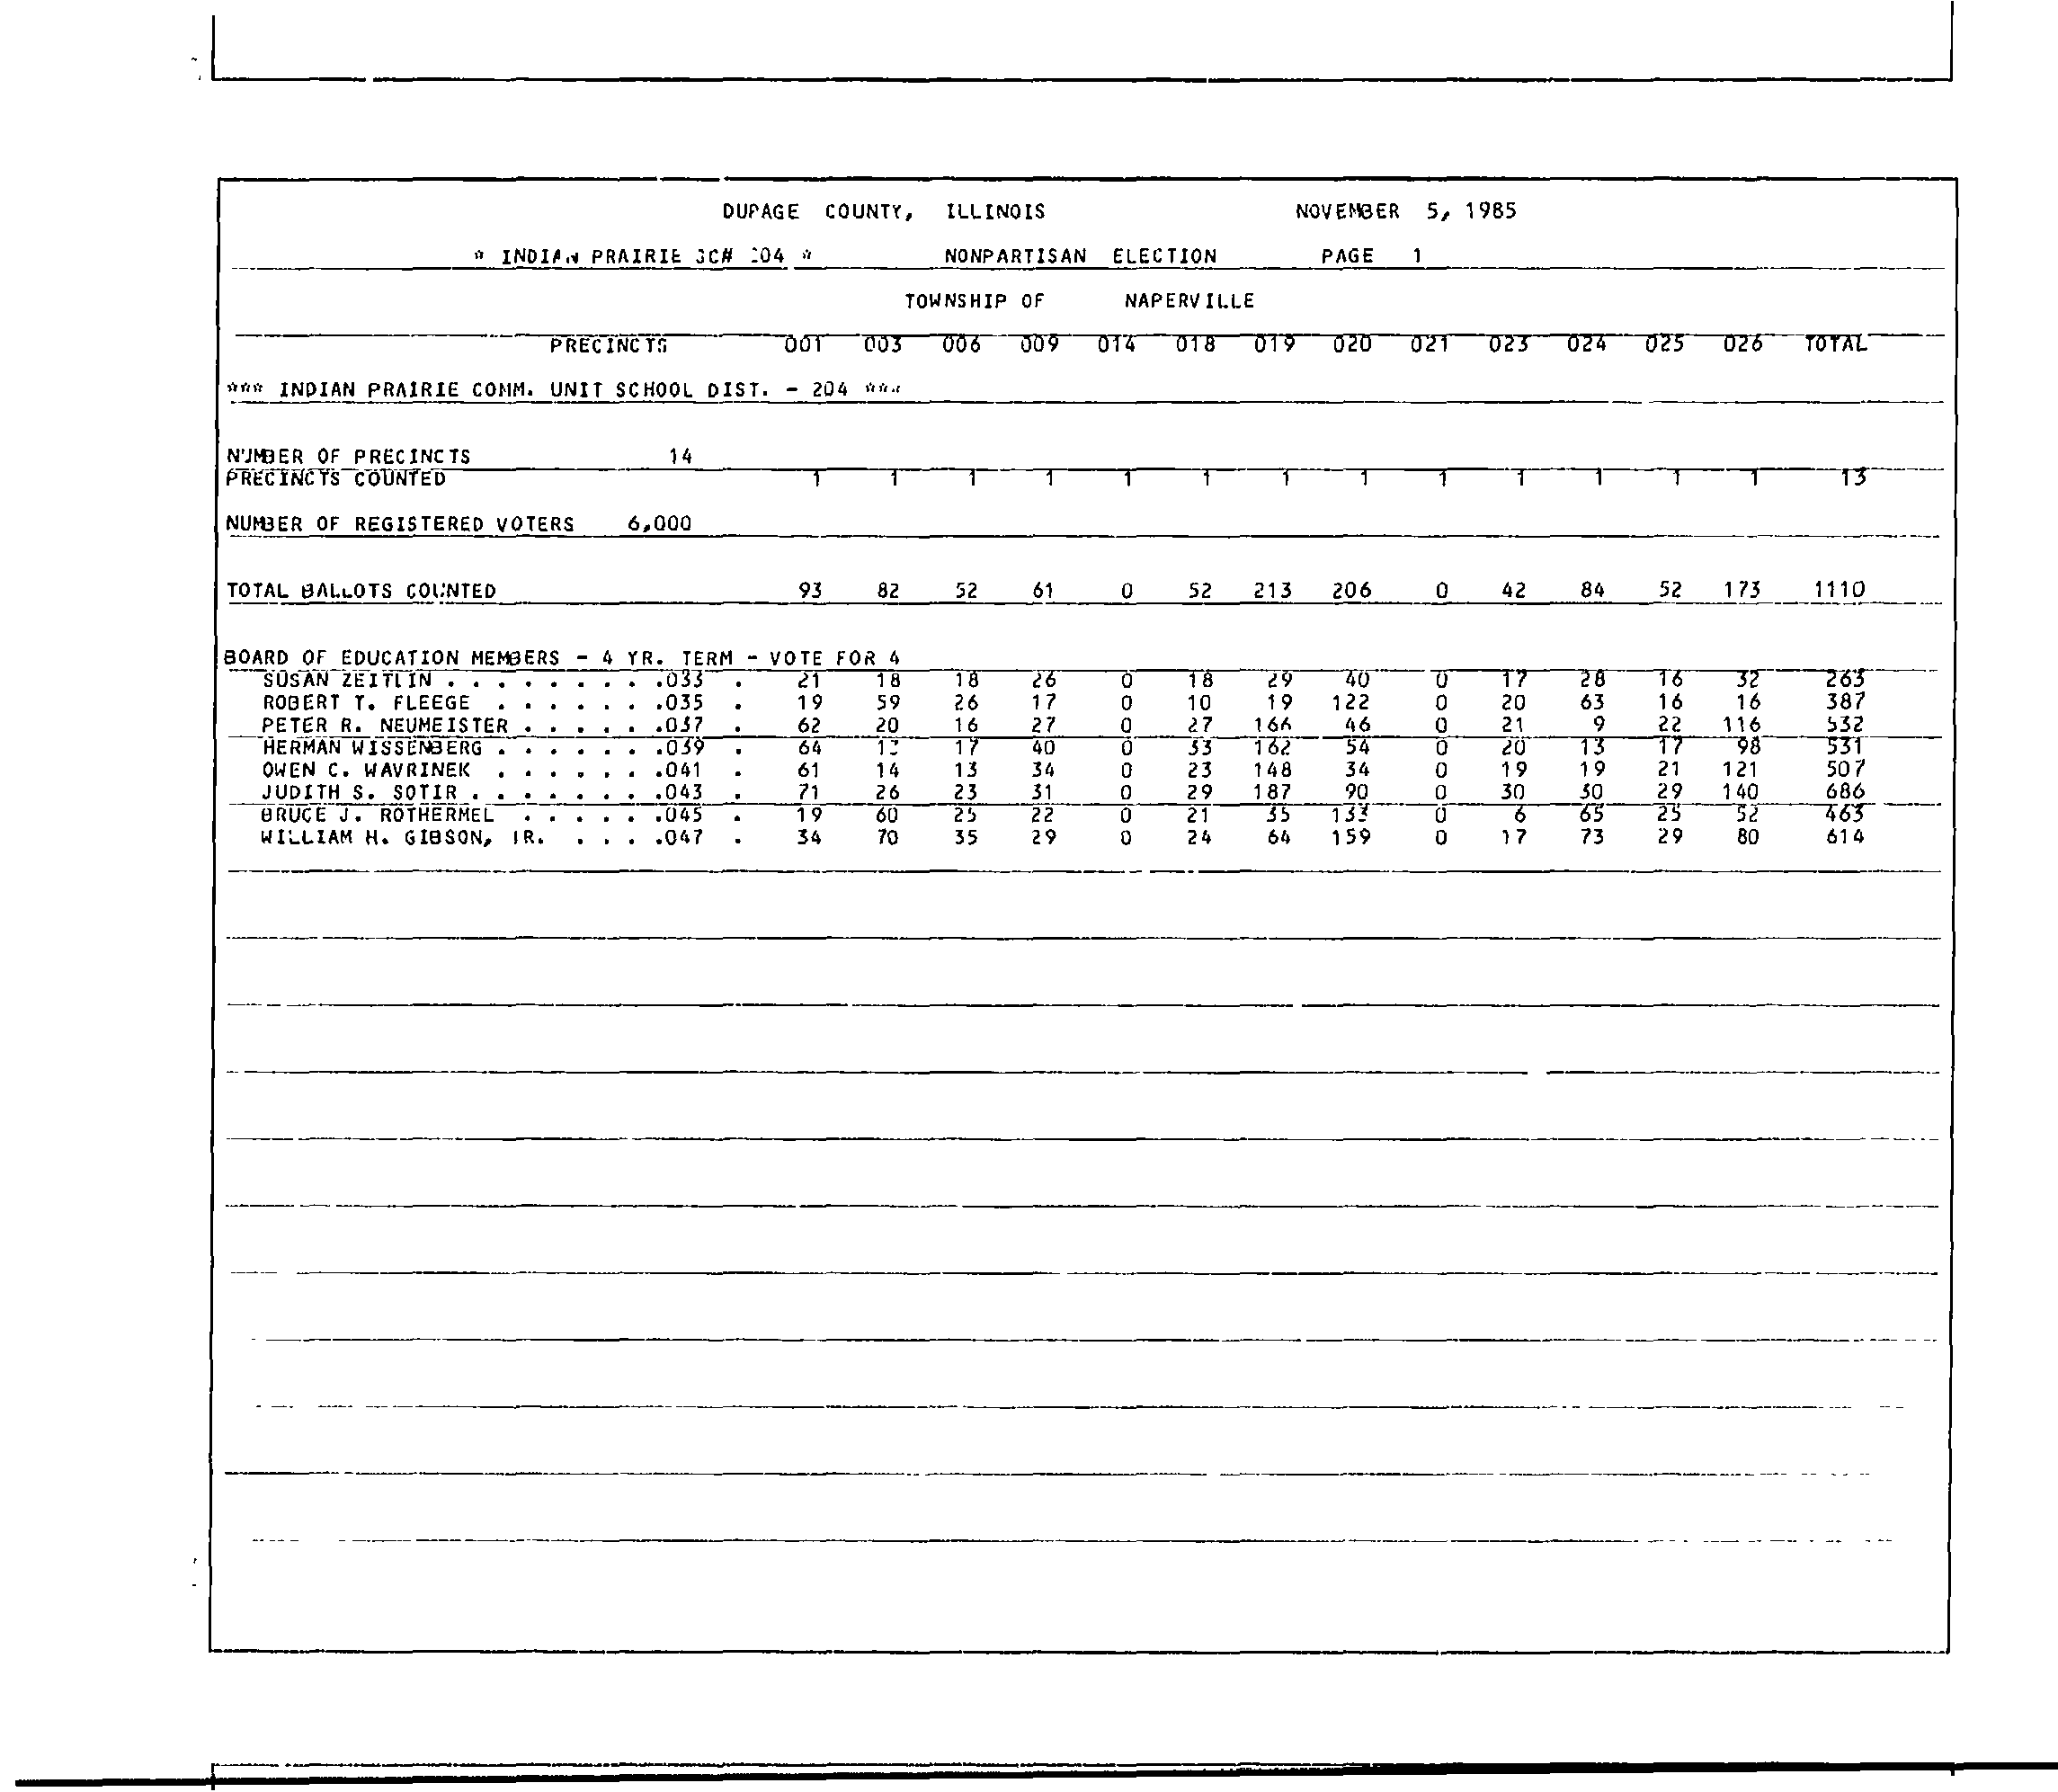 DUPAGE COUNTY, ILLINOIS NOVEMBER 5, 1985
* INDIAN PRAIRIE # 204 * NONPARTISAN ELECTION PAGE 1
TOWNSHIP OF NAPERVILLE
PRECINCTS 001 003 006 009 014 018 019 020 021 023 024 025 026 TOTAL
*** INDIAN PRAIRIE COMM. UNIT SCHOOL DIST. - 204 ***
NUMBER OF PRECINCTS 14
PRECINCTS COUNTED 1 1 1 1 1 1 1 1 1 1 1 1 1 13
NUMBER OF REGISTERED VOTERS 6,000
TOTAL BALLOTS COUNTED 93 82 52 61 0 52 213 206 0 42 84 52 173 1110
BOARD OF EDUCATION MEMBERS - 4 YR. TERM - VOTE FOR 4
SUSAN ZEITLIN . . . . . . . . .033 . 21 18 18 26 0 18 29 40 0 17 28 16 32 263
ROBERT T. FLEEGE . . . . . . .035 . 19 59 26 17 0 10 19 122 0 20 63 16 16 387
PETER R. NEUMEISTER . . . . . .037 . 62 20 16 27 0 27 166 46 0 21 9 22 116 532
HERMAN WISSENBERG . . . . . . .039 . 64 17 40 0 33 162 54 0 20 13 17 98 531
OWEN C. WAVRINEK . . . . . . .041 . 61 14 13 34 0 23 148 34 0 19 19 21 121 507
JUDITH S. SOTIR . . . . . . . .043 . 71 26 23 31 0 29 187 90 0 30 30 29 140 686
BRUCE J. ROTHERMEL . . . . . .045 . 19 60 25 22 0 21 35 133 0 6 65 25 52 463
WILLIAM H. GIBSON, . . . .047 . 34 70 35 29 0 24 64 159 0 17 73 29 80 614